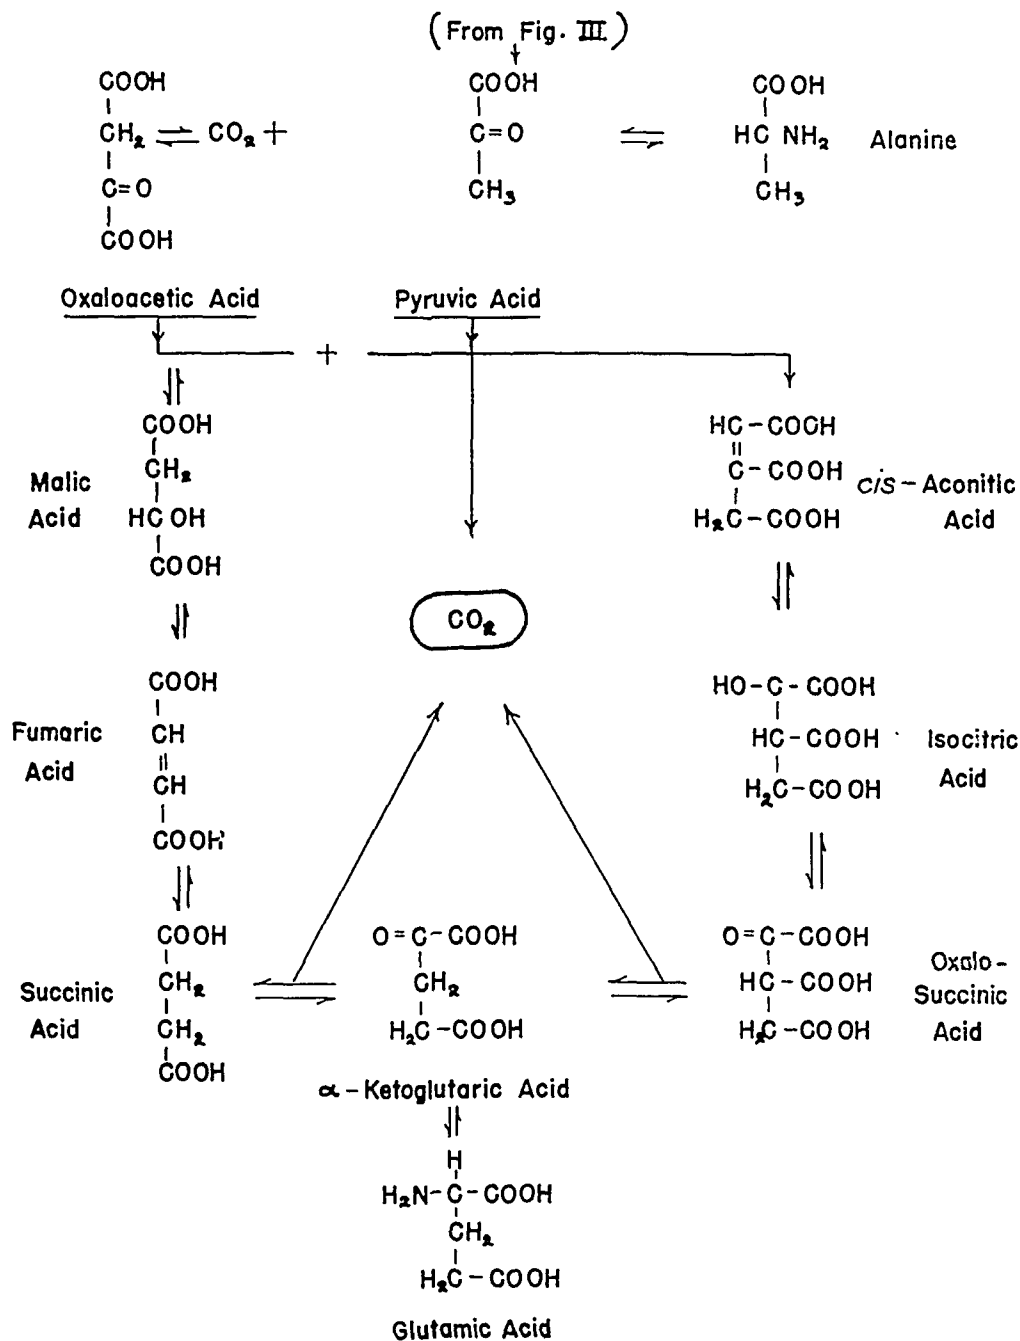 (From Fig. III)
COOH
CH₂ ⇌ CO₂ +
C=O
COOH
Oxaloacetic Acid
COOH
C=O
CH₃
Pyruvic Acid
⇌
COOH
HC NH₂ Alanine
CH₃
+
COOH
CH₂
HC OH
COOH
Malic
Acid
COOH
CH
CH
COOH
Fumaric
Acid
COOH
CH₂
CH₂
COOH
Succinic
Acid
CO₂
HC-COOH
C-COOH
H₂C-COOH
cis-Aconitic
Acid
HO-C-COOH
HC-COOH
H₂C-COOH
Isocitric
Acid
O=C-COOH
HC-COOH
H₂C-COOH
Oxalo-
Succinic
Acid
O=C-COOH
CH₂
H₂C-COOH
α-Ketoglutaric Acid
H
H₂N-C-COOH
CH₂
H₂C-COOH
Glutamic Acid